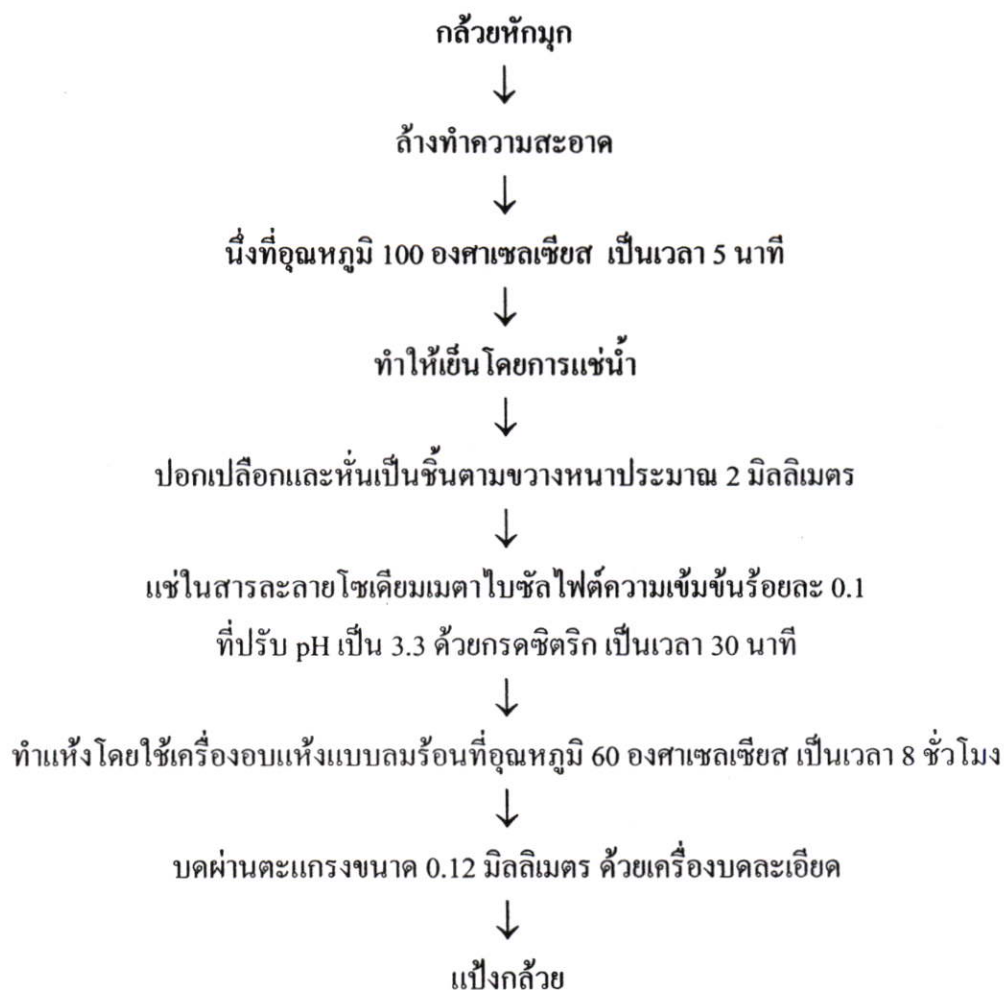 กล้วยหักมุก
↓
ล้างทำความสะอาด
↓
นึ่งที่อุณหภูมิ 100 องศาเซลเซียส เป็นเวลา 5 นาที
↓
ทำให้เย็นโดยการแช่น้ำ
↓
ปอกเปลือกและหั่นเป็นชิ้นตามขวางหนาประมาณ 2 มิลลิเมตร
↓
แช่ในสารละลายโซเดียมเมตาไบซัลไฟต์ความเข้มข้นร้อยละ 0.1
ที่ปรับ pH เป็น 3.3 ด้วยกรดซิตริก เป็นเวลา 30 นาที
↓
ทำแห้งโดยใช้เครื่องอบแห้งแบบลมร้อนที่อุณหภูมิ 60 องศาเซลเซียส เป็นเวลา 8 ชั่วโมง
↓
บดผ่านตะแกรงขนาด 0.12 มิลลิเมตร ด้วยเครื่องบดละเอียด
↓
แป้งกล้วย